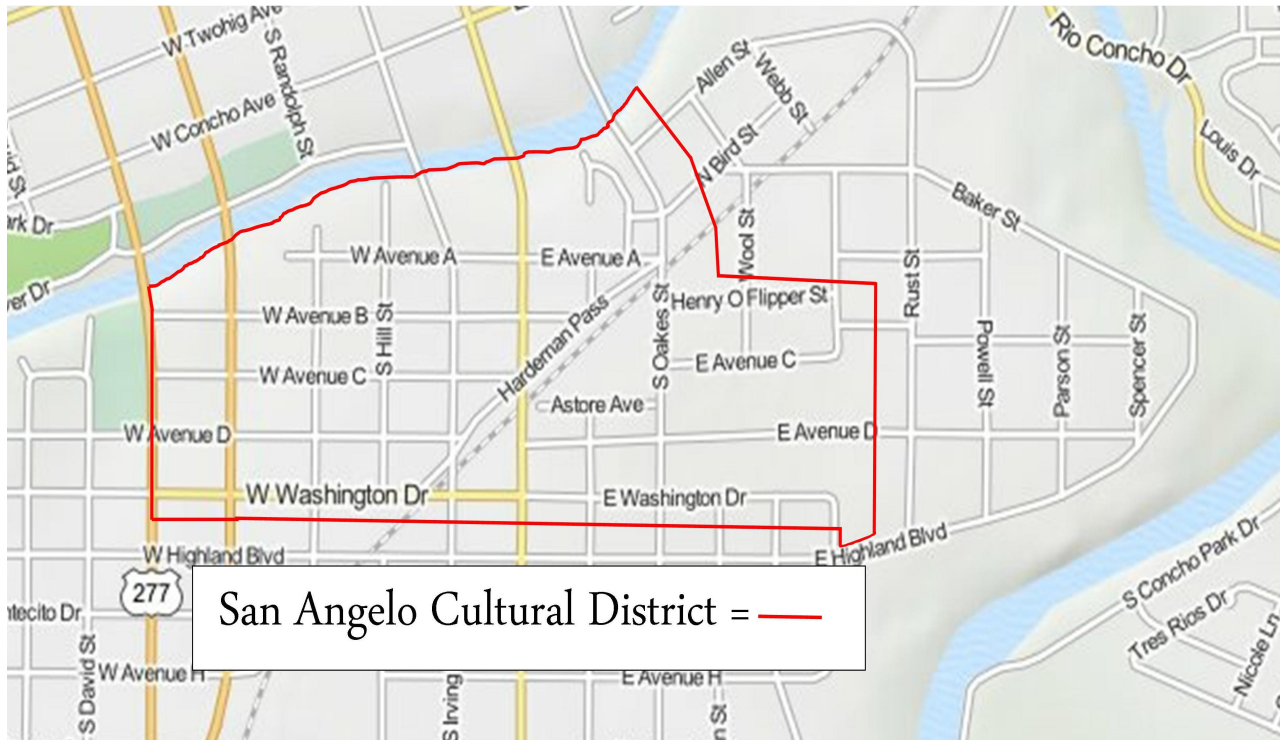 W Twohig Ave
S Randolph St
W Concho Ave
Allen St
Webb St
N Bird St
Rio Concho Dr
Louis Dr
Baker St
rk Dr
er Dr
W Avenue A
E Avenue A
Wool St
Rust St
Henry O Flipper St
W Avenue B
S Hill St
Hardeman Pass
S Oakes St
E Avenue C
W Avenue C
Powell St
Parson St
Spencer St
Astore Ave
W Avenue D
E Avenue D
W Washington Dr
E Washington Dr
W Highland Blvd
E Highland Blvd
277
San Angelo Cultural District =
S Concho Park Dr
Tres Rios Dr
Nicole Ln
ntecito Dr
S David St
W Avenue H
E Avenue H
S Irving
n St